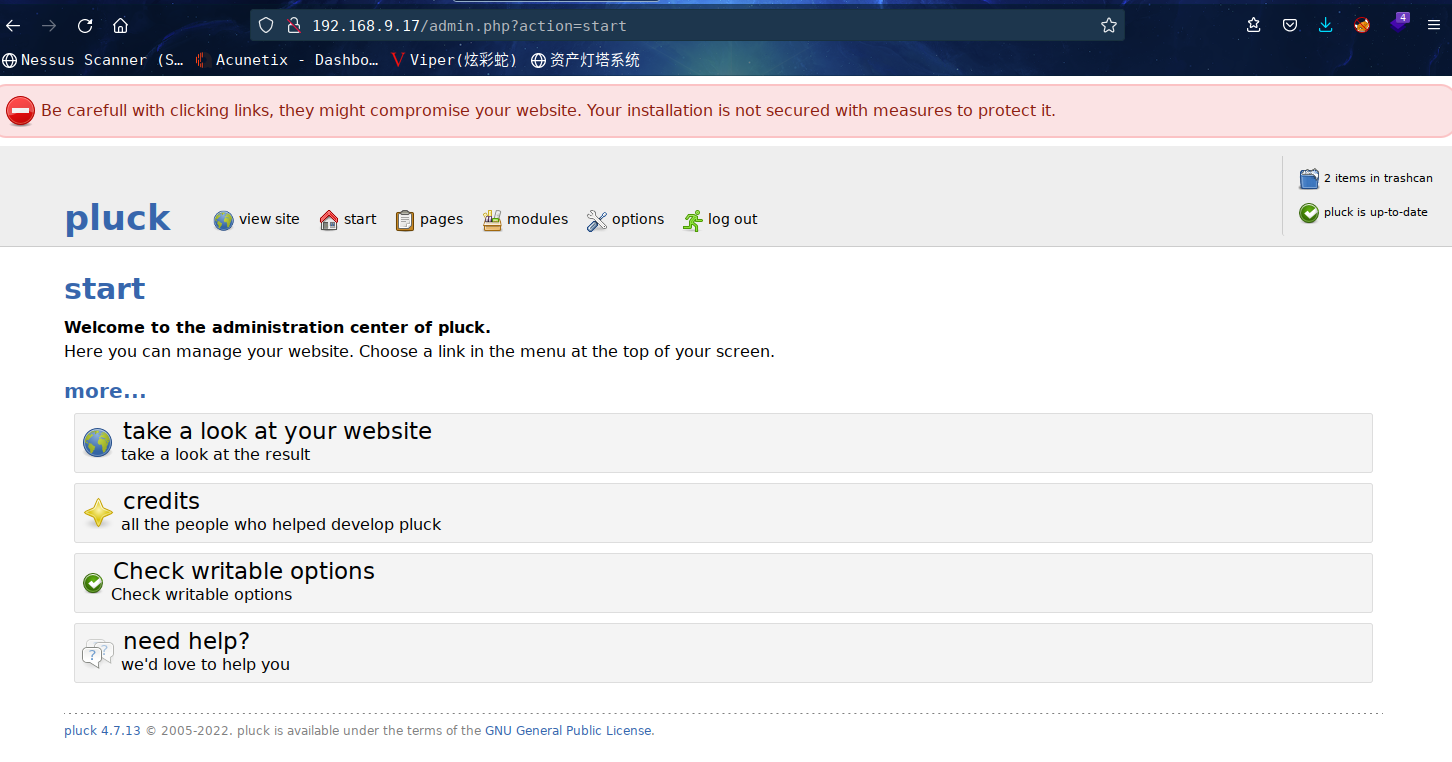 192.168.9.17/admin.php?action=start
4
Nessus Scanner (S… Acunetix - Dashbo… Viper(炫彩蛇) 资产灯塔系统
Be carefull with clicking links, they might compromise your website. Your installation is not secured with measures to protect it.
2 items in trashcan
pluck is up-to-date
pluck view site start pages modules options log out
start
Welcome to the administration center of pluck.
Here you can manage your website. Choose a link in the menu at the top of your screen.
more...
take a look at your website
take a look at the result
credits
all the people who helped develop pluck
Check writable options
Check writable options
need help?
we'd love to help you
pluck 4.7.13 © 2005-2022. pluck is available under the terms of the GNU General Public License.